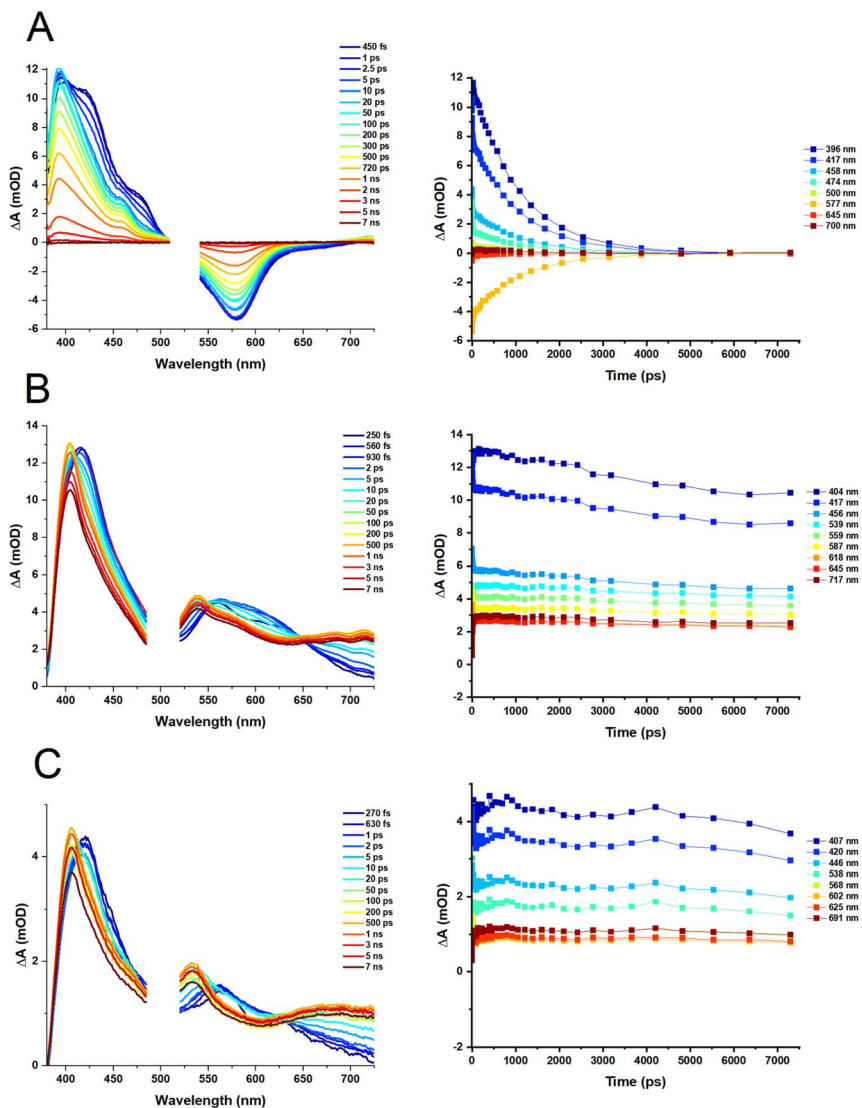 A
450 fs
1 ps
2.5 ps
5 ps
10 ps
20 ps
50 ps
100 ps
200 ps
300 ps
500 ps
720 ps
1 ns
2 ns
3 ns
5 ns
7 ns
12
10
8
6
4
2
0
-2
-4
-6
ΔA (mOD)
400 450 500 550 600 650 700
Wavelength (nm)
12
10
8
6
4
2
0
-2
-4
-6
ΔA (mOD)
0 1000 2000 3000 4000 5000 6000 7000
Time (ps)
396 nm
417 nm
458 nm
474 nm
500 nm
577 nm
645 nm
700 nm
B
250 fs
560 fs
930 fs
2 ps
5 ps
10 ps
20 ps
50 ps
100 ps
200 ps
500 ps
1 ns
3 ns
5 ns
7 ns
14
12
10
8
6
4
2
0
ΔA (mOD)
400 450 500 550 600 650 700
Wavelength (nm)
14
12
10
8
6
4
2
0
-2
ΔA (mOD)
0 1000 2000 3000 4000 5000 6000 7000
Time (ps)
404 nm
417 nm
456 nm
539 nm
559 nm
587 nm
618 nm
645 nm
717 nm
C
270 fs
630 fs
1 ps
2 ps
5 ps
10 ps
20 ps
50 ps
100 ps
200 ps
500 ps
1 ns
3 ns
5 ns
7 ns
4
2
0
ΔA (mOD)
400 450 500 550 600 650 700
Wavelength (nm)
4
2
0
-2
ΔA (mOD)
0 1000 2000 3000 4000 5000 6000 7000
Time (ps)
407 nm
420 nm
446 nm
538 nm
568 nm
602 nm
625 nm
691 nm